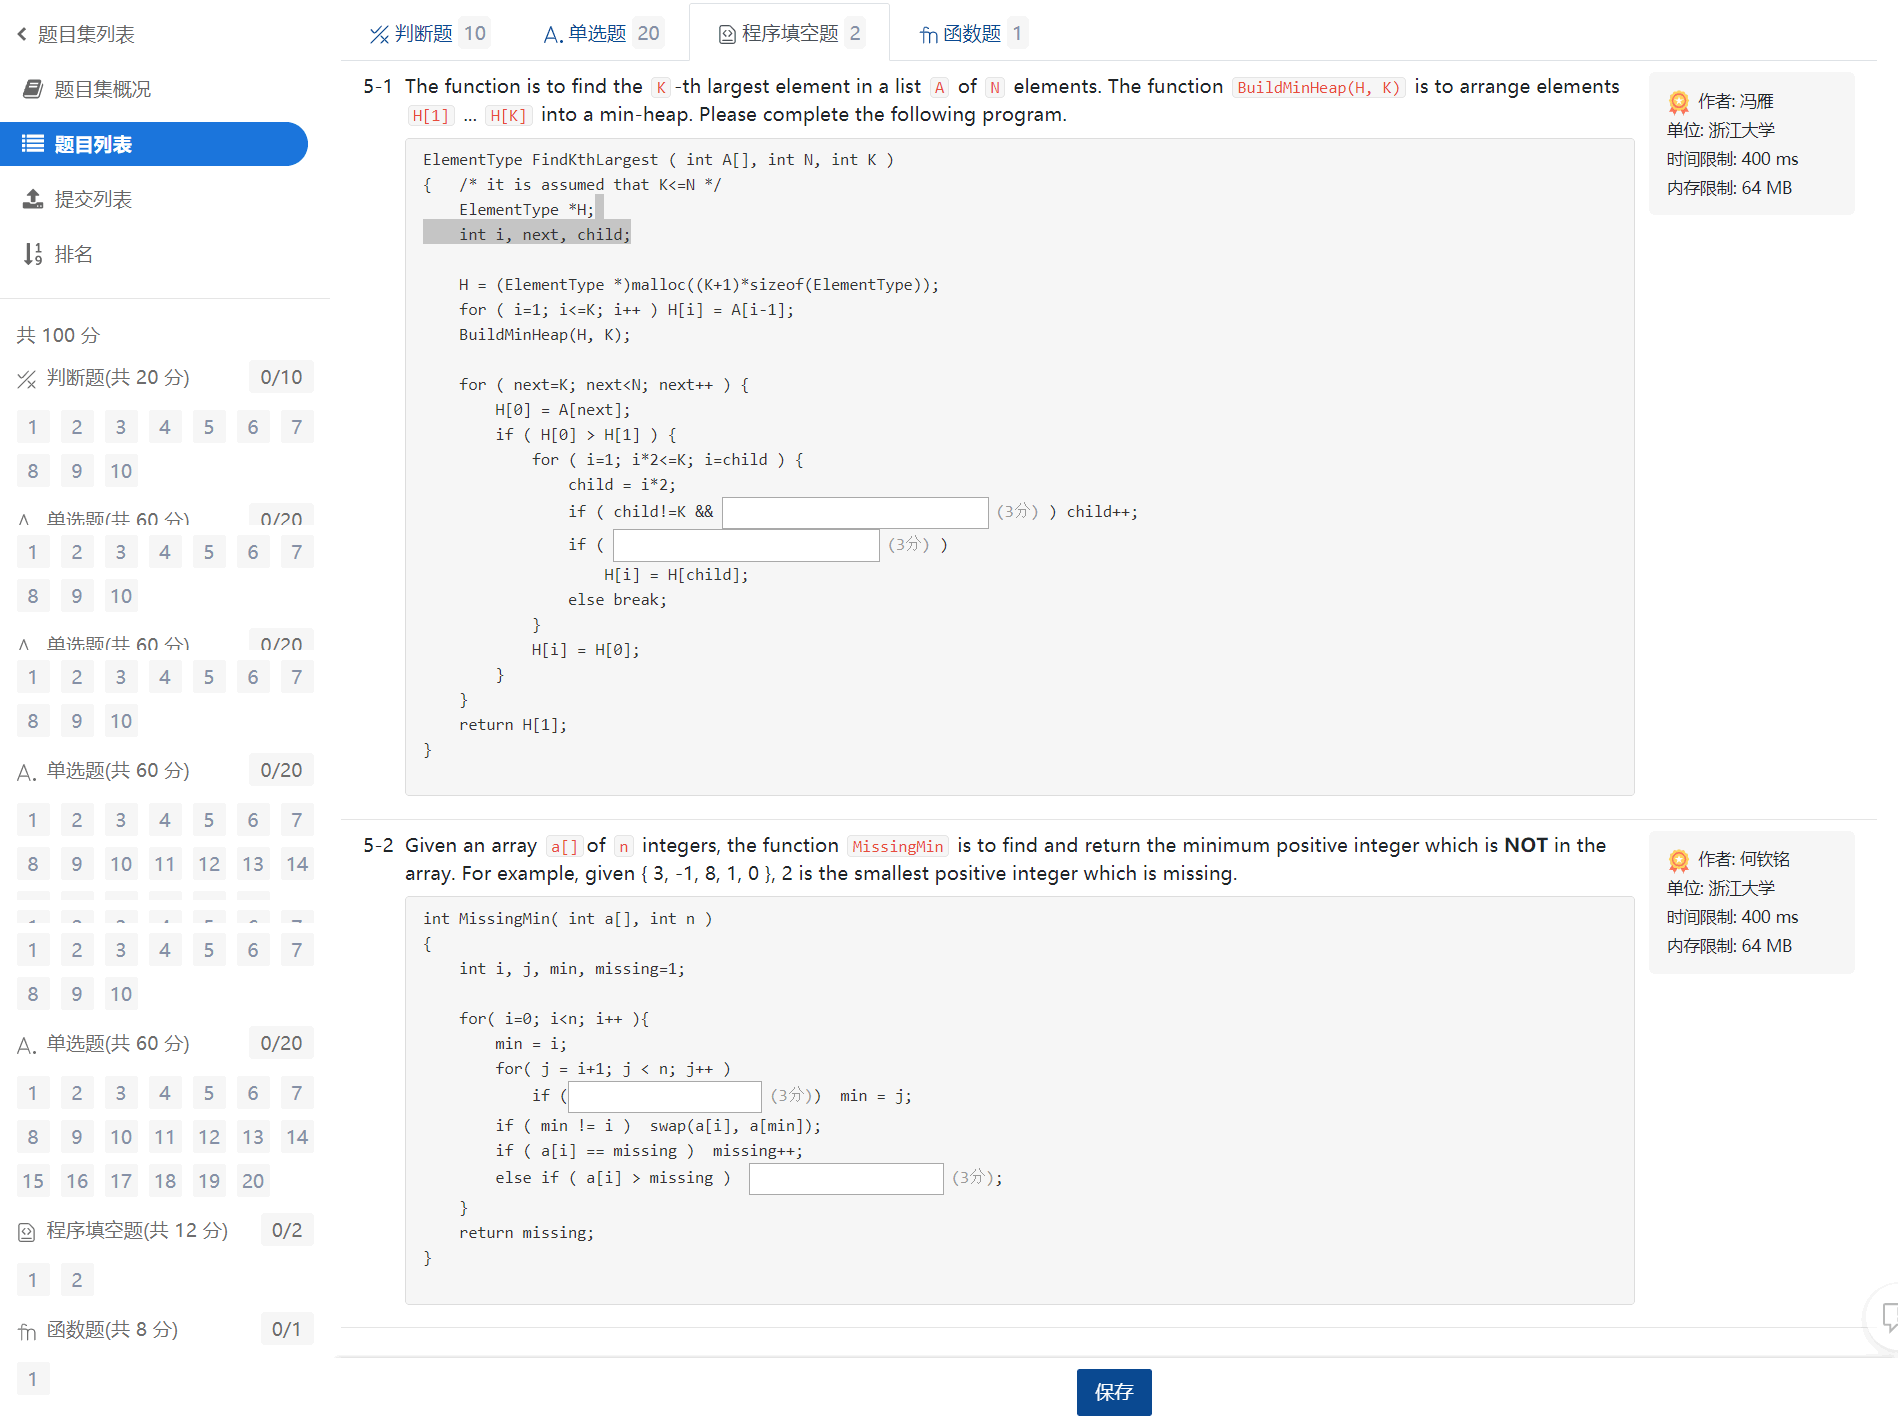 题目集列表
题目集概况
题目列表
提交列表
排名
共 100 分
判断题(共 20 分) 0/10
1 2 3 4 5 6 7
8 9 10
单选题(共 60 分) 0/20
1 2 3 4 5 6 7
8 9 10
单选题(共 60 分) 0/20
1 2 3 4 5 6 7
8 9 10
A. 单选题(共 60 分) 0/20
1 2 3 4 5 6 7
8 9 10 11 12 13 14
1 2 3 4 5 6 7
8 9 10
A. 单选题(共 60 分) 0/20
1 2 3 4 5 6 7
8 9 10 11 12 13 14
15 16 17 18 19 20
程序填空题(共 12 分) 0/2
1 2
fn 函数题(共 8 分) 0/1
1
判断题 10 A. 单选题 20 程序填空题 2 fn 函数题 1
5-1 The function is to find the K -th largest element in a list A of N elements. The function BuildMinHeap(H, K) is to arrange elements
H[1] ... H[K] into a min-heap. Please complete the following program.
ElementType FindKthLargest ( int A[], int N, int K )
{   /* it is assumed that K<=N */
    ElementType *H;
    int i, next, child;
    H = (ElementType *)malloc((K+1)*sizeof(ElementType));
    for ( i=1; i<=K; i++ ) H[i] = A[i-1];
    BuildMinHeap(H, K);
    for ( next=K; next<N; next++ ) {
        H[0] = A[next];
        if ( H[0] > H[1] ) {
            for ( i=1; i*2<=K; i=child ) {
                child = i*2;
                if ( child!=K && (3分) ) child++;
                if ( (3分) )
                    H[i] = H[child];
                else break;
            }
            H[i] = H[0];
        }
    }
    return H[1];
}
作者: 冯雁
单位: 浙江大学
时间限制: 400 ms
内存限制: 64 MB
5-2 Given an array a[] of n integers, the function MissingMin is to find and return the minimum positive integer which is NOT in the
array. For example, given { 3, -1, 8, 1, 0 }, 2 is the smallest positive integer which is missing.
int MissingMin( int a[], int n )
{
    int i, j, min, missing=1;
    for( i=0; i<n; i++ ){
        min = i;
        for( j = i+1; j < n; j++ )
            if ( (3分))  min = j;
        if ( min != i )  swap(a[i], a[min]);
        if ( a[i] == missing )  missing++;
        else if ( a[i] > missing ) (3分);
    }
    return missing;
}
作者: 何钦铭
单位: 浙江大学
时间限制: 400 ms
内存限制: 64 MB
保存